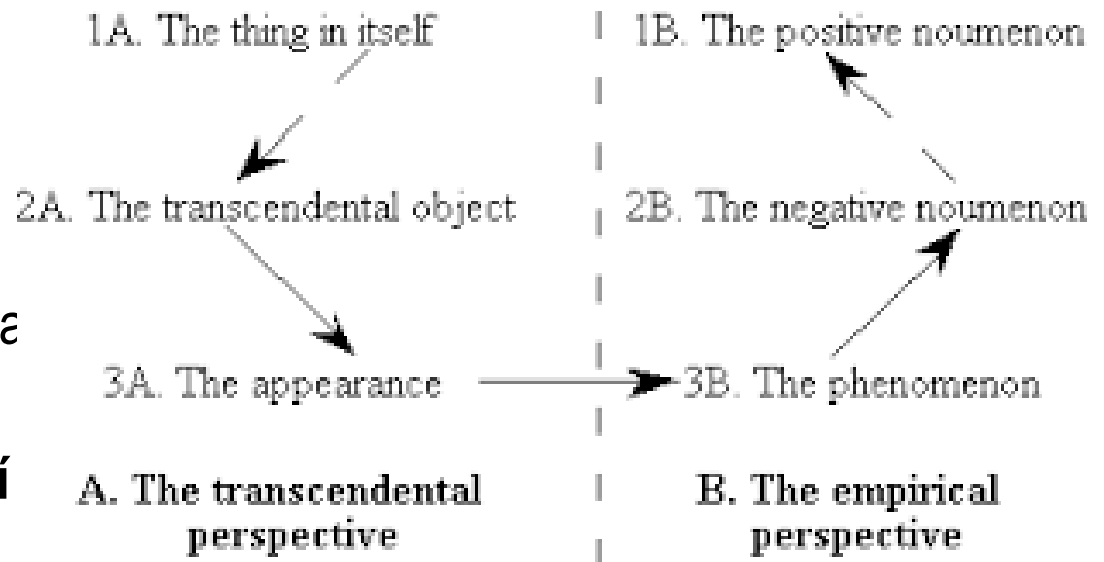 1A. The thing in itself
1B. The positive noumenon
2A. The transcendental object
2B. The negative noumenon
3A. The appearance
3B. The phenomenon
A. The transcendental
perspective
B. The empirical
perspective
í